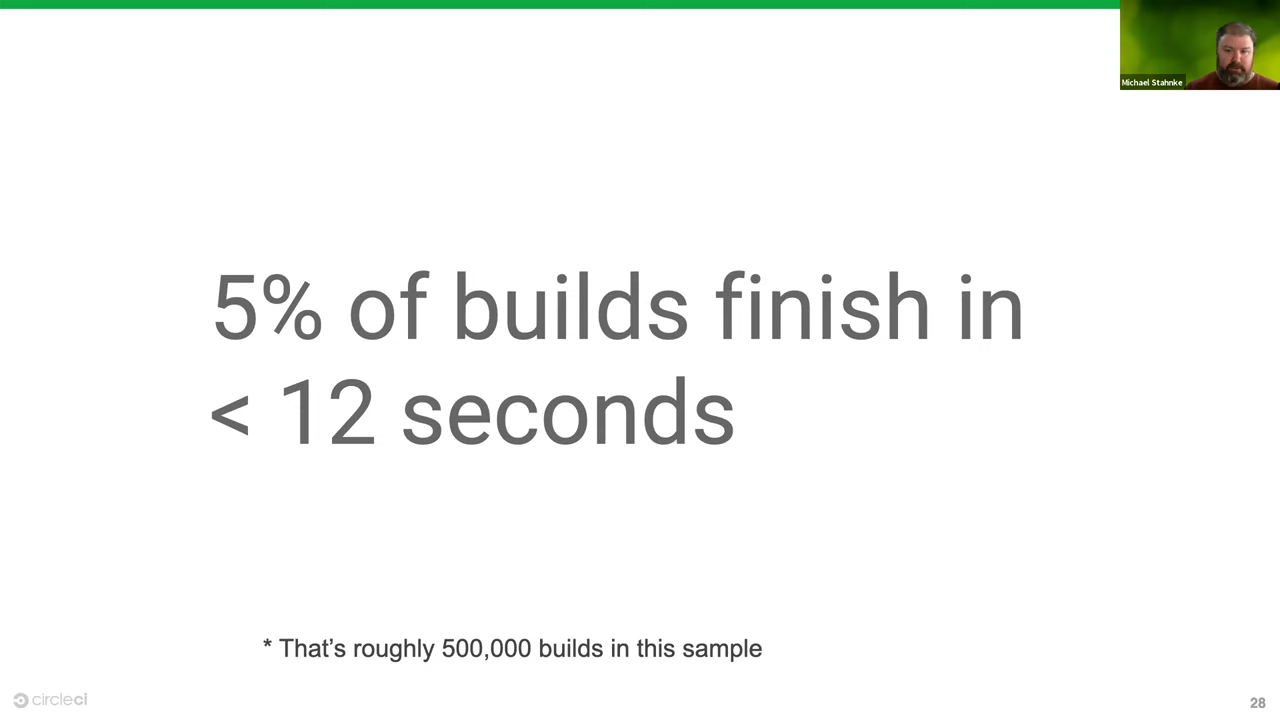 Michael Stahnke
5% of builds finish in
< 12 seconds
* That's roughly 500,000 builds in this sample
circleci
28